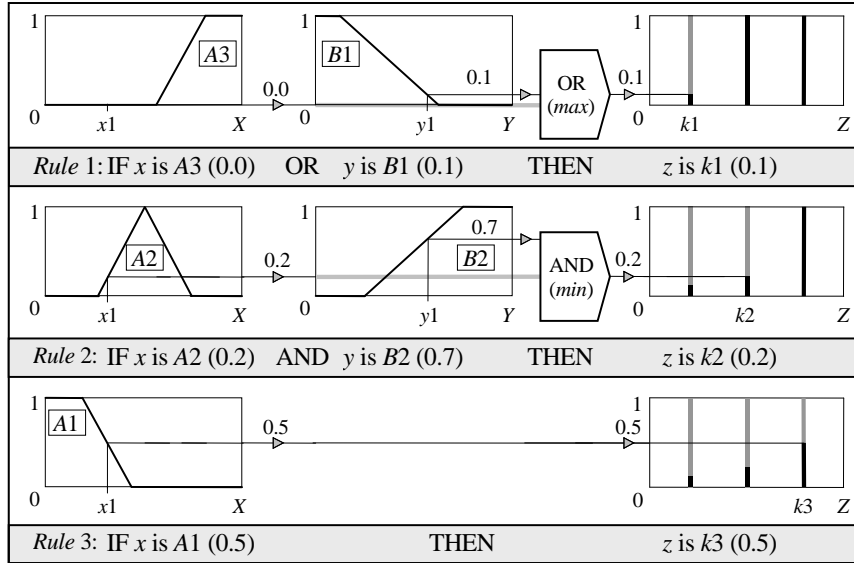 1 A3 B1 1 1
0.0 0.1 OR (max) 0.1
0 x1 X 0 y1 Y 0 k1 Z
Rule 1: IF x is A3 (0.0) OR y is B1 (0.1) THEN z is k1 (0.1)
1 A2 1 0.7 B2 1
0.2 AND (min) 0.2
0 x1 X 0 y1 Y 0 k2 Z
Rule 2: IF x is A2 (0.2) AND y is B2 (0.7) THEN z is k2 (0.2)
1 A1 0.5 0.5 1
0 x1 X 0 k3 Z
Rule 3: IF x is A1 (0.5) THEN z is k3 (0.5)